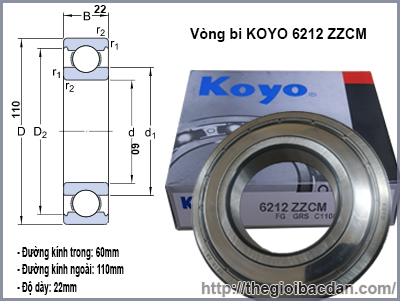 Vòng bi KOYO 6212 ZZCM
B 22
r2
r2
r1
r1
110
D
D2
d
d1
60
Koyo
6212 ZZCM
FG GRS
- Đường kính trong: 60mm
- Đường kính ngoài: 110mm
- Độ dày: 22mm
http://thegioibacdan.com/